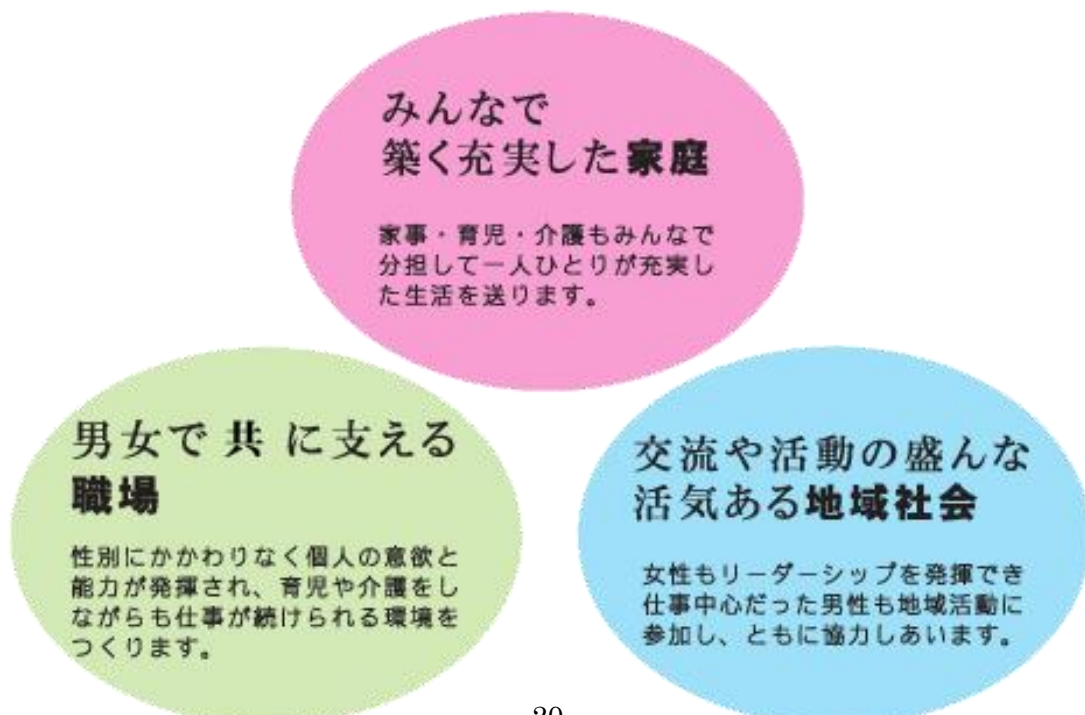 みんなで
築く充実した家庭
家事・育児・介護もみんなで
分担して一人ひとりが充実し
た生活を送ります。
男女で共に支える
職場
性別にかかわりなく個人の意欲と
能力が発揮され、育児や介護をし
ながらも仕事が続けられる環境を
つくります。
交流や活動の盛んな
活気ある地域社会
女性もリーダーシップを発揮でき
仕事中心だった男性も地域活動に
参加し、ともに協力しあいます。